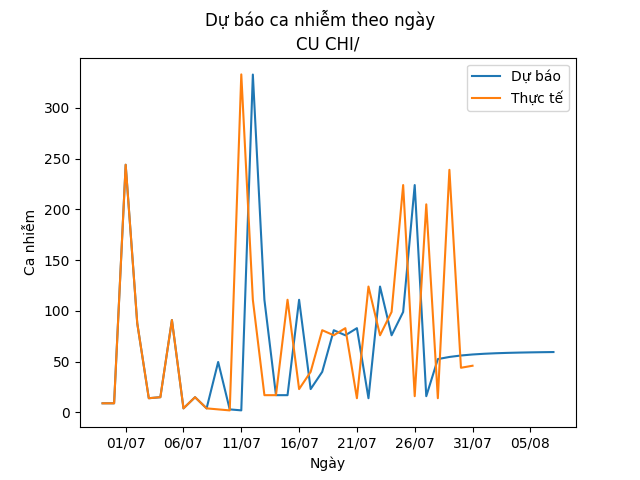 Dự báo ca nhiễm theo ngày
CU CHI/
Dự báo
Thực tế
Ca nhiễm
300
250
200
150
100
50
0
01/07
06/07
11/07
16/07
21/07
26/07
31/07
05/08
Ngày